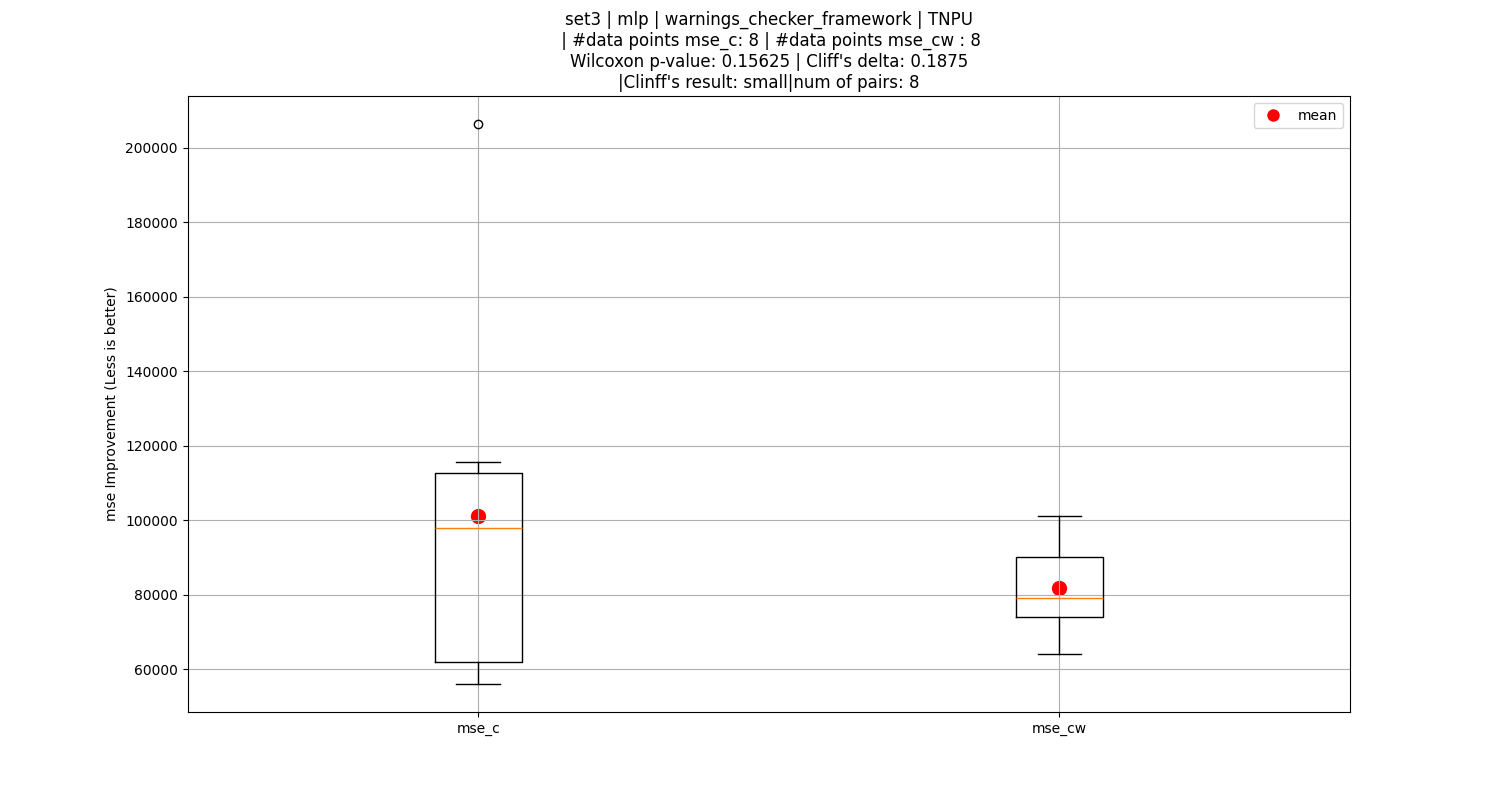 set3 | mlp | warnings_checker_framework | TNPU
| #data points mse_c: 8 | #data points mse_cw : 8
Wilcoxon p-value: 0.15625 | Cliff's delta: 0.1875
|Clinff's result: small|num of pairs: 8
mean
200000
180000
160000
140000
120000
100000
80000
60000
mse Improvement (Less is better)
mse_c
mse_cw